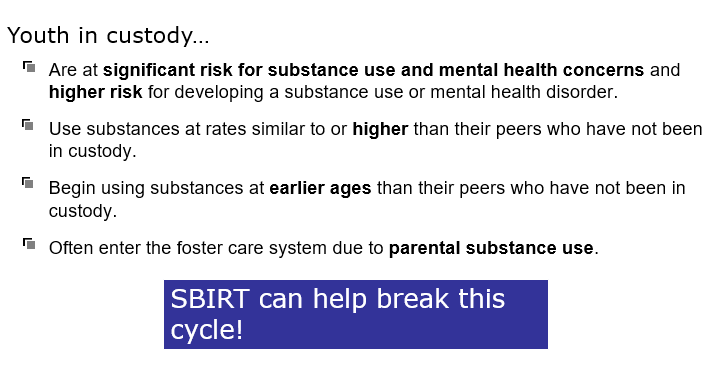 Youth in custody…
Are at significant risk for substance use and mental health concerns and
higher risk for developing a substance use or mental health disorder.
Use substances at rates similar to or higher than their peers who have not been
in custody.
Begin using substances at earlier ages than their peers who have not been in
custody.
Often enter the foster care system due to parental substance use.
SBIRT can help break this
cycle!